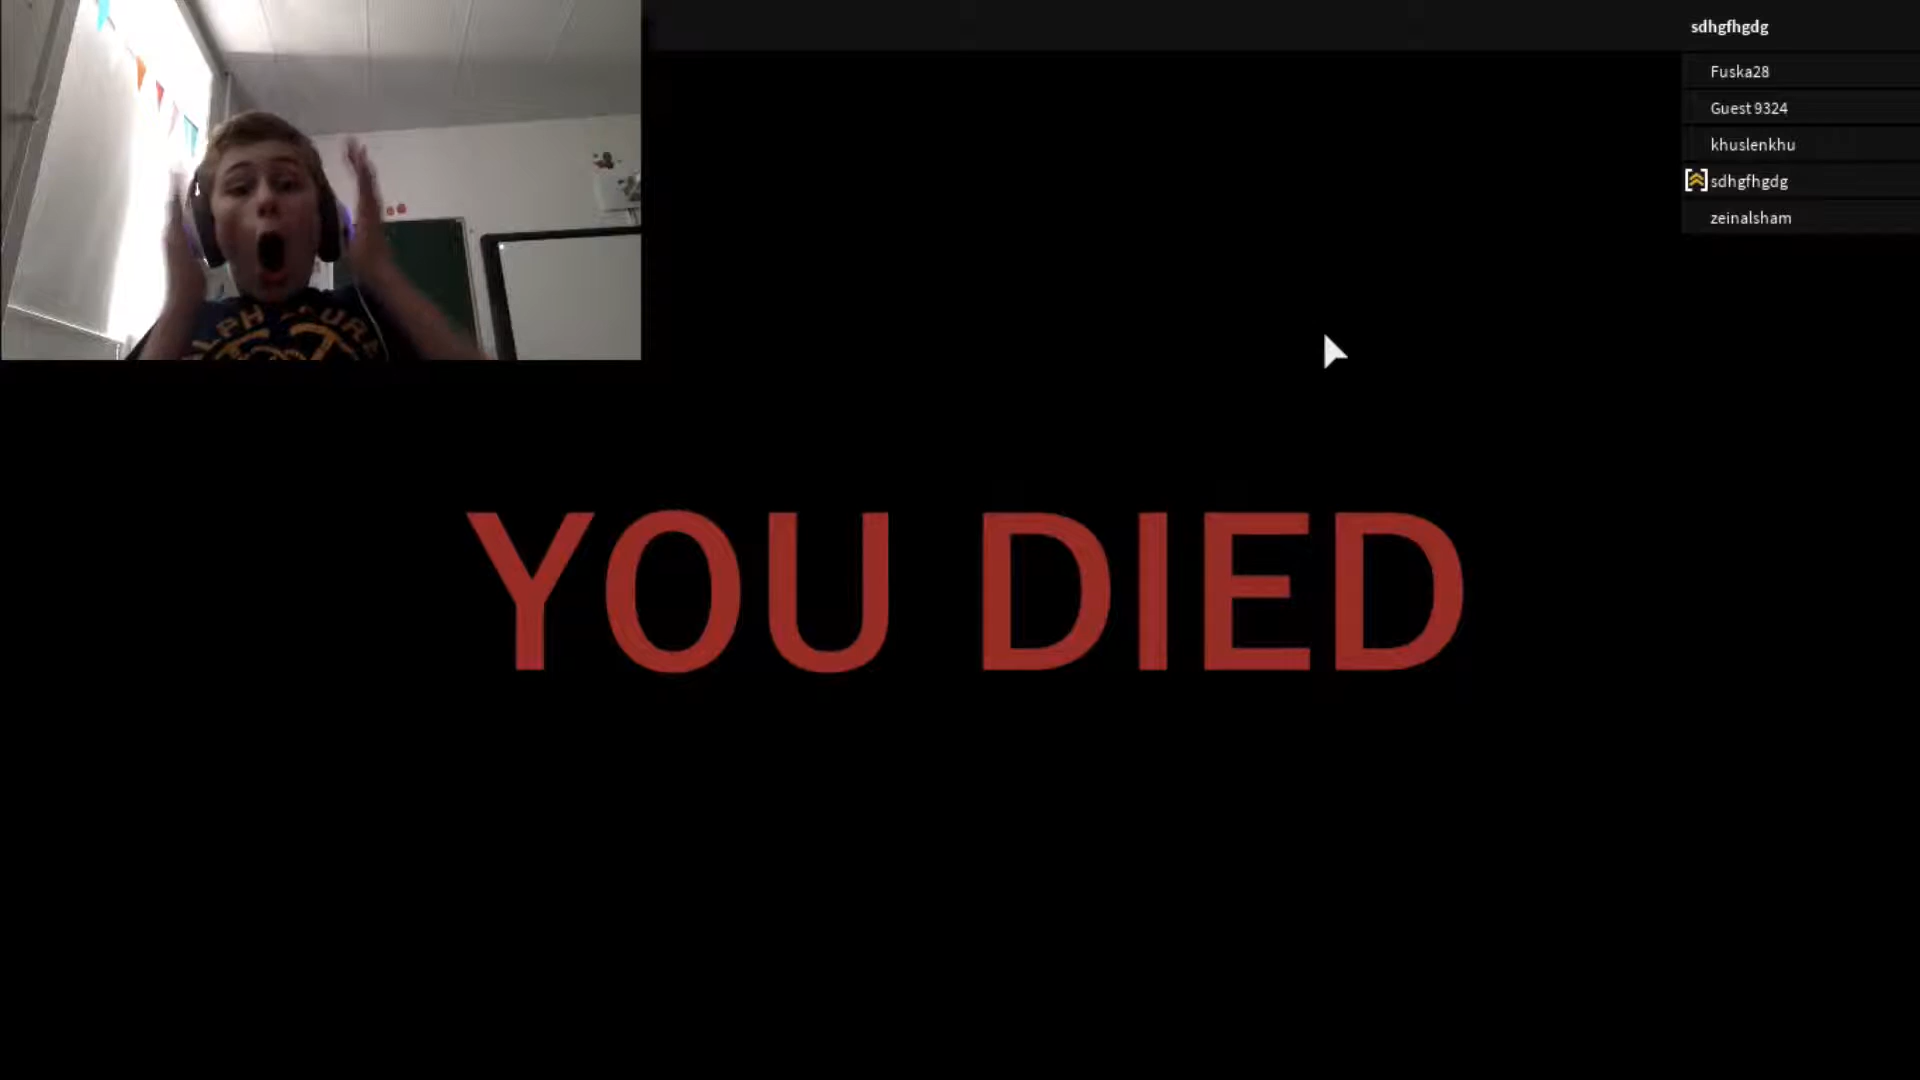 sdhgfhgdg
Fuska28
Guest 9324
khuslenkhu
sdhgfhgdg
zeinalsham
YOU DIED